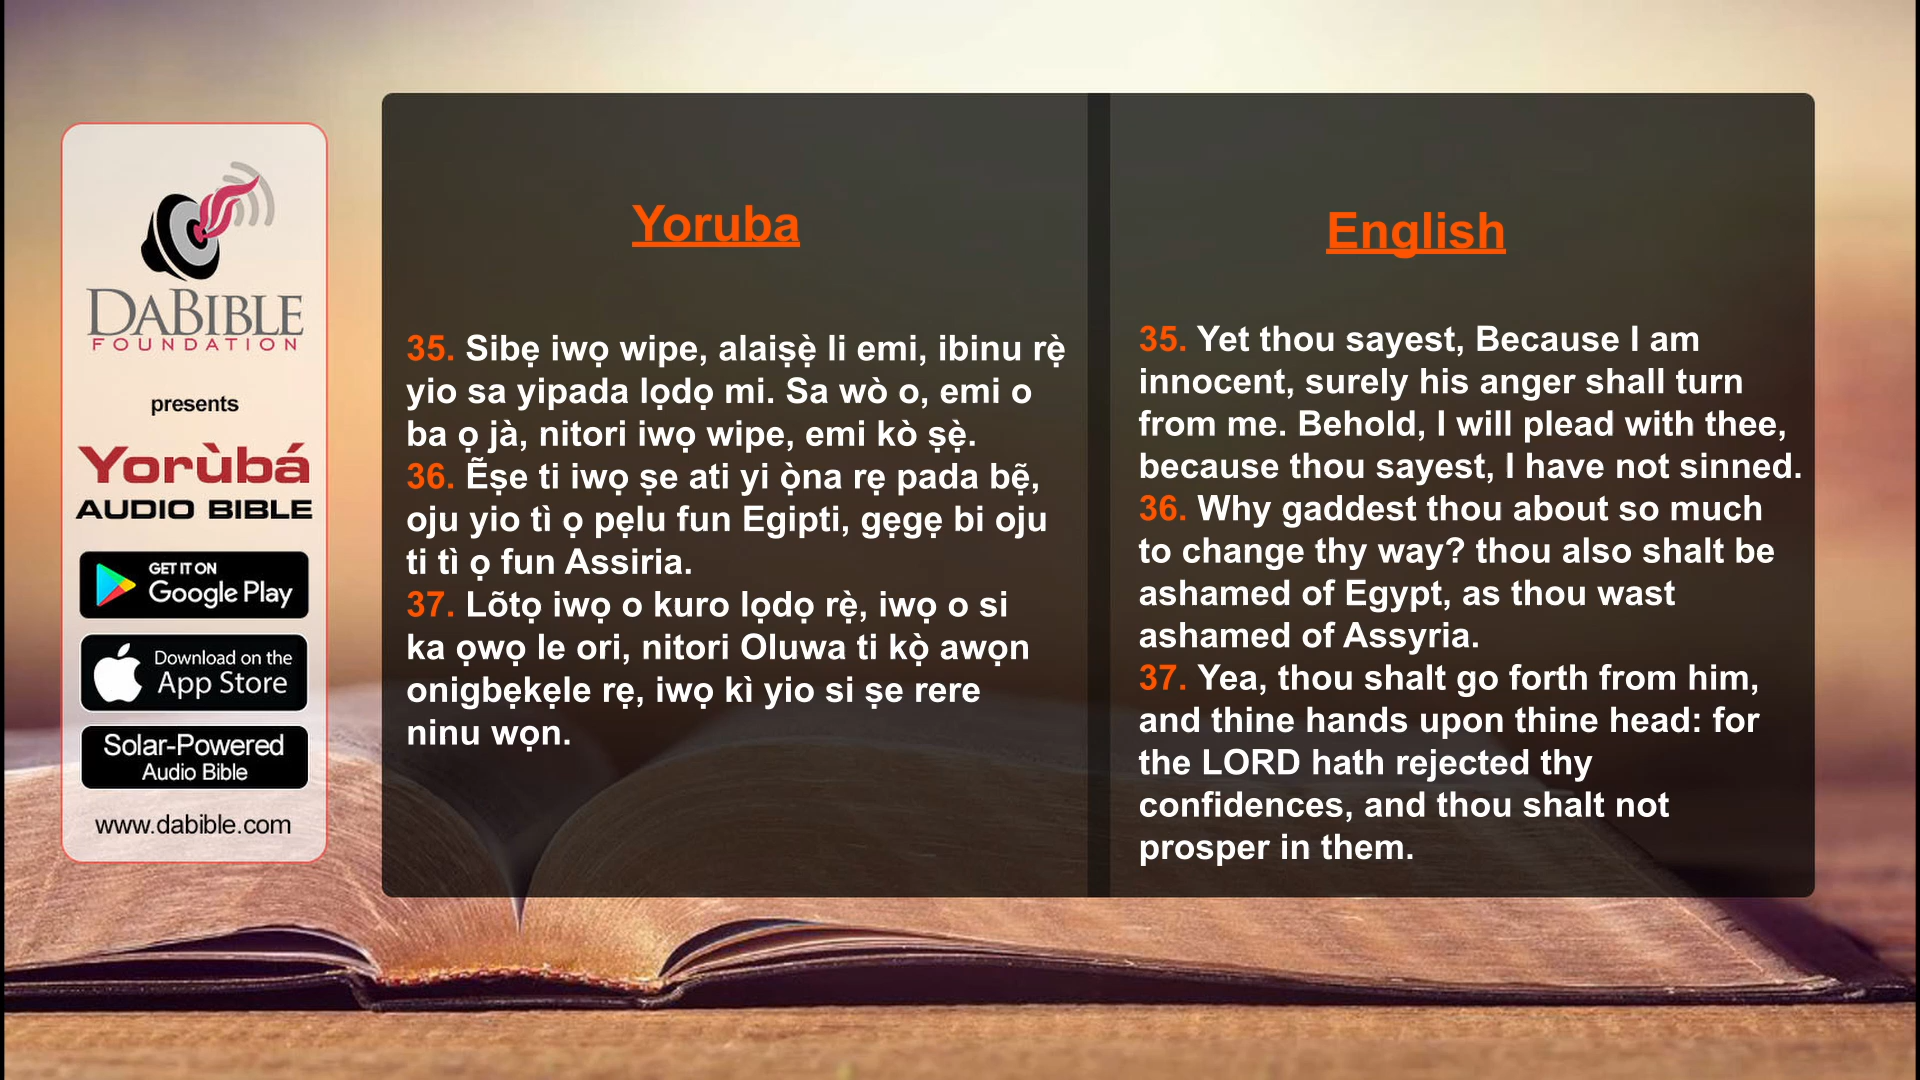 DABIBLE
FOUNDATION
presents
Yorùbá
AUDIO BIBLE
GET IT ON
Google Play
Download on the
App Store
Solar-Powered
Audio Bible
www.dabible.com
Yoruba
35. Sibẹ iwọ wipe, alaiṣẹ̀ li emi, ibinu rẹ̀
yio sa yipada lọdọ mi. Sa wò o, emi o
ba ọ jà, nitori iwọ wipe, emi kò ṣẹ̀.
36. Ẽṣe ti iwọ ṣe ati yi ọ̀na rẹ pada bẹ̃,
oju yio tì ọ pẹlu fun Egipti, gẹgẹ bi oju
ti tì ọ fun Assiria.
37. Lõtọ iwọ o kuro lọdọ rẹ̀, iwọ o si
ka ọwọ le ori, nitori Oluwa ti kọ̀ awọn
onigbẹkẹle rẹ, iwọ kì yio si ṣe rere
ninu wọn.
English
35. Yet thou sayest, Because I am
innocent, surely his anger shall turn
from me. Behold, I will plead with thee,
because thou sayest, I have not sinned.
36. Why gaddest thou about so much
to change thy way? thou also shalt be
ashamed of Egypt, as thou wast
ashamed of Assyria.
37. Yea, thou shalt go forth from him,
and thine hands upon thine head: for
the LORD hath rejected thy
confidences, and thou shalt not
prosper in them.